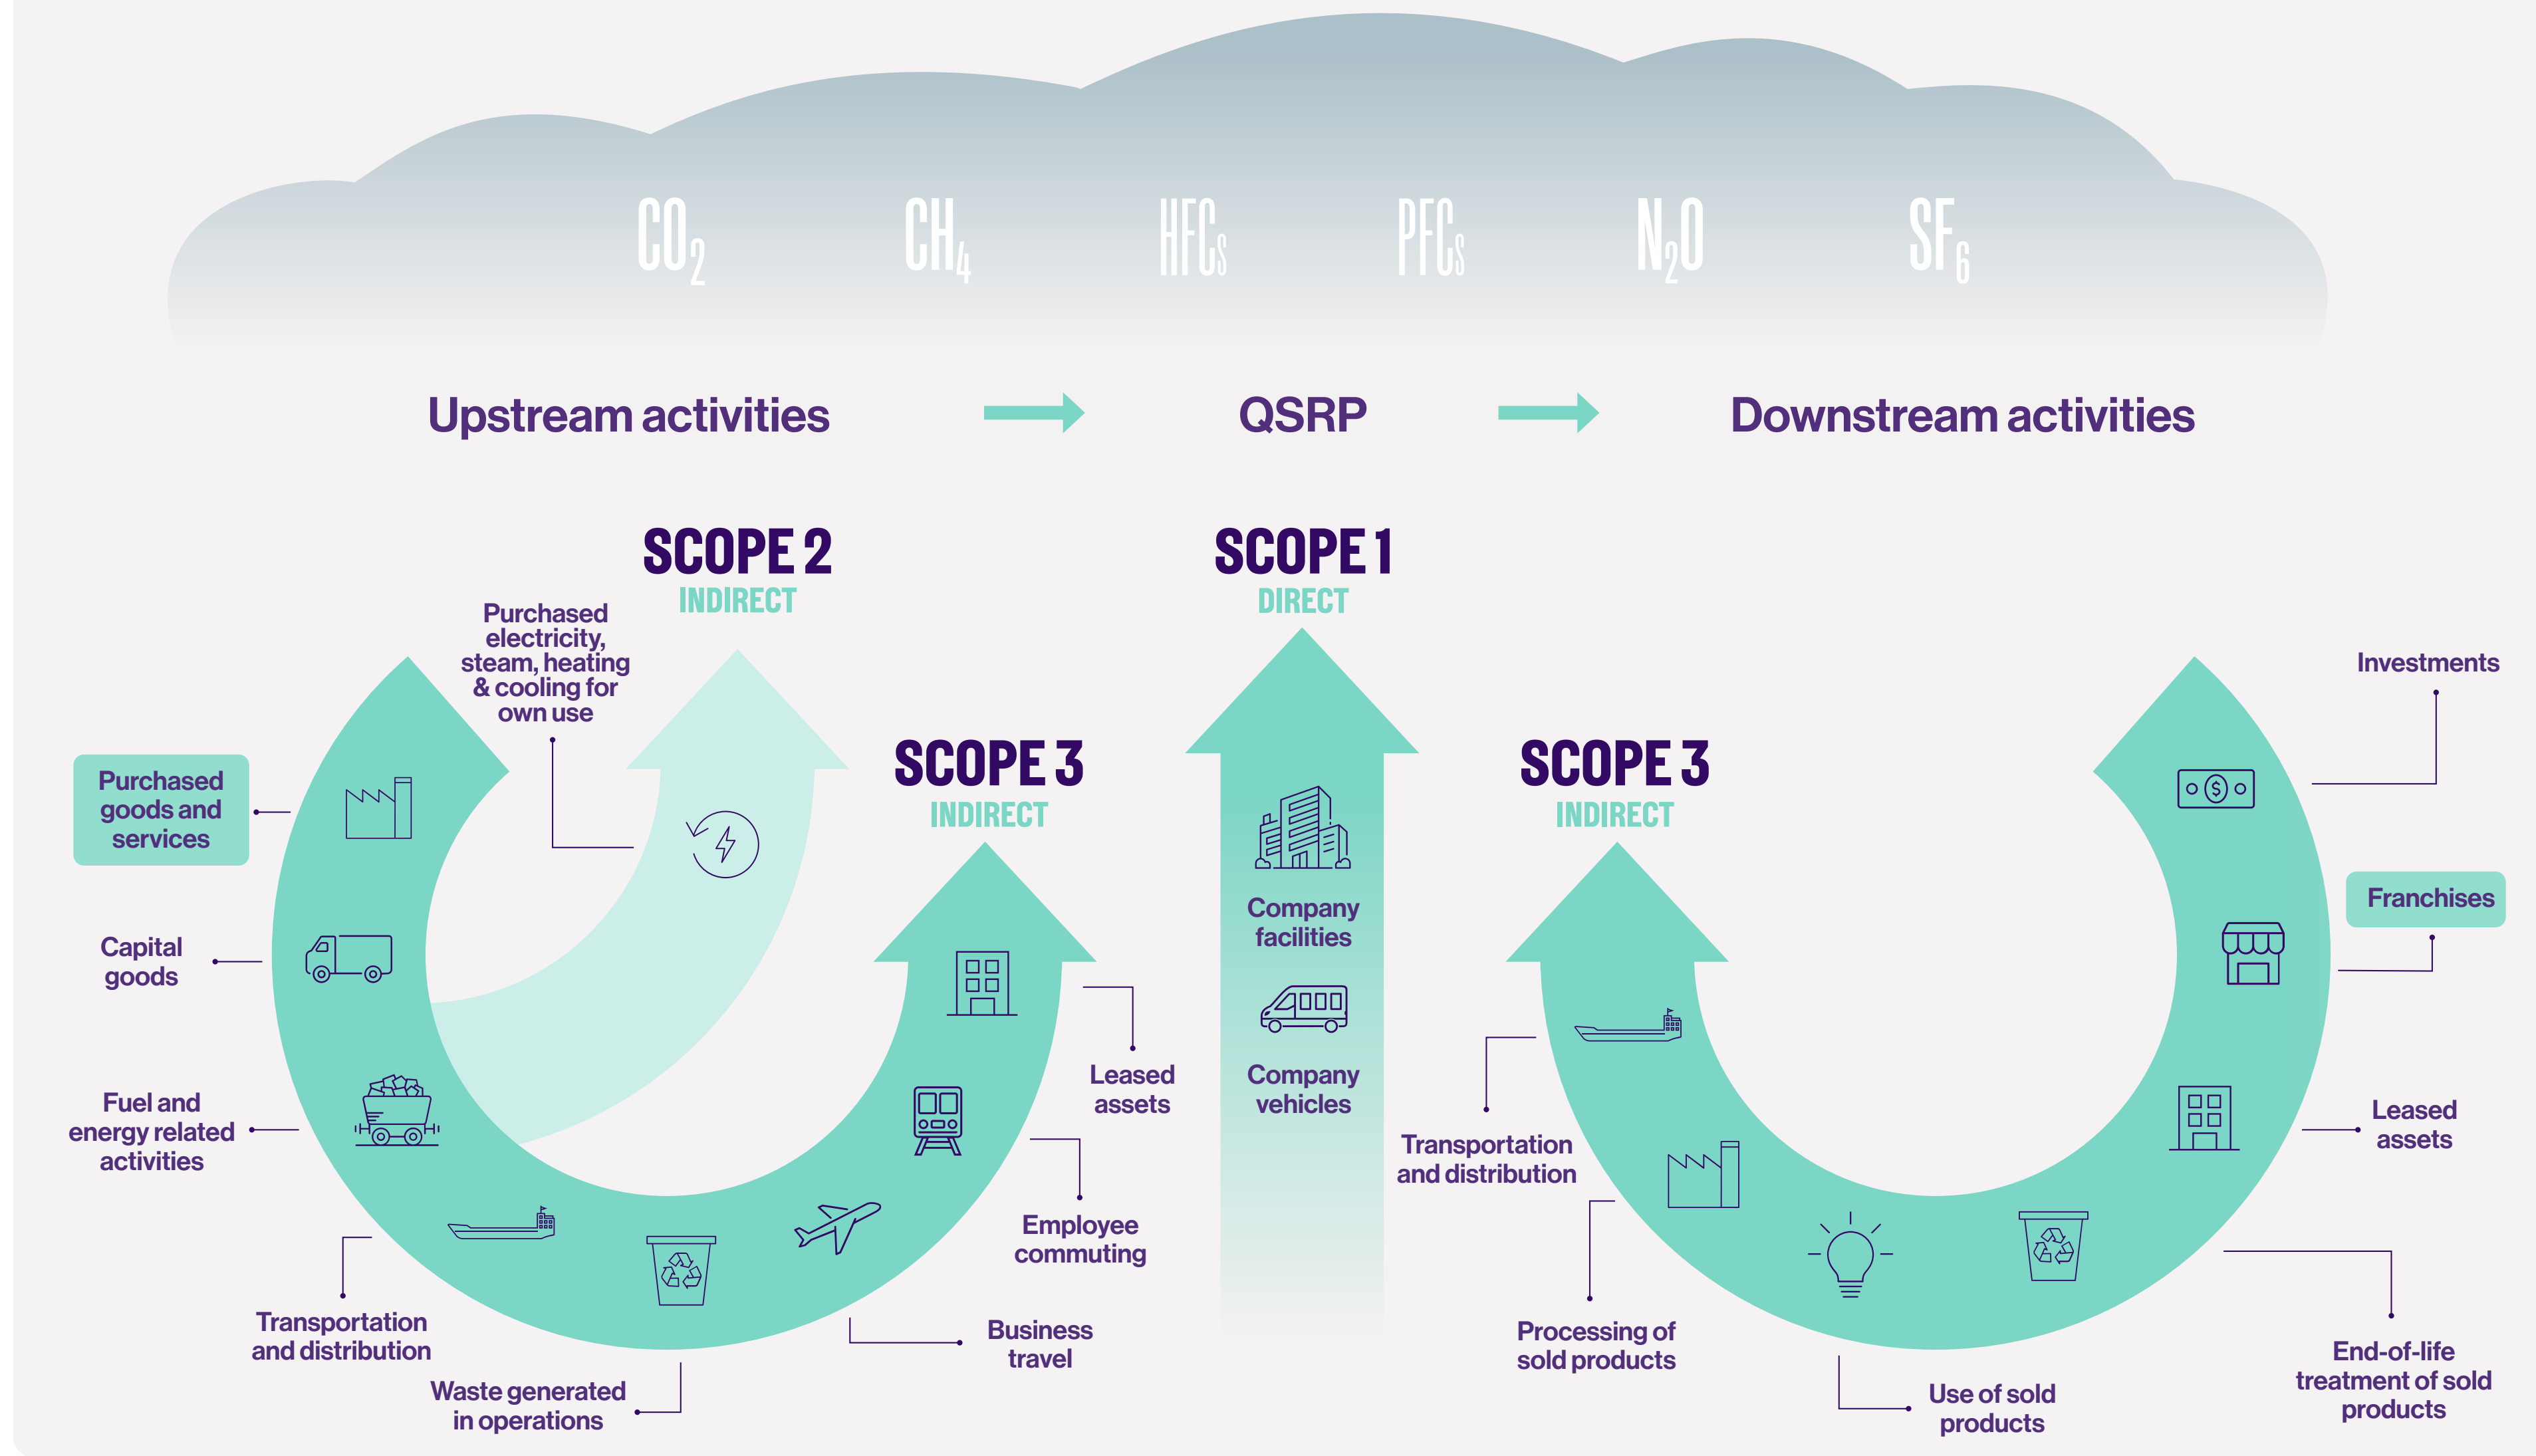 CO2
CH4
HFCs
PFCs
N2O
SF6
Upstream activities
QSRP
Downstream activities
SCOPE 2
INDIRECT
SCOPE 1
DIRECT
Purchased
electricity,
steam, heating
& cooling for
own use
SCOPE 3
INDIRECT
SCOPE 3
INDIRECT
Purchased
goods and
services
Capital
goods
Fuel and
energy related
activities
Transportation
and distribution
Waste generated
in operations
Business
travel
Employee
commuting
Leased
assets
Company
facilities
Company
vehicles
Transportation
and distribution
Processing of
sold products
Use of sold
products
End-of-life
treatment of sold
products
Leased
assets
Franchises
Investments
$